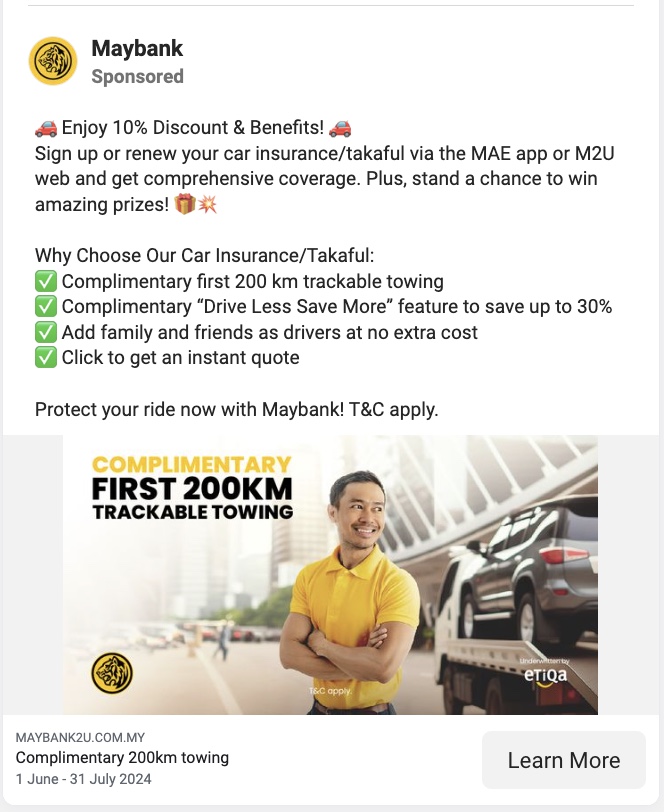 Maybank
Sponsored
🚗 Enjoy 10% Discount & Benefits! 🚗
Sign up or renew your car insurance/takaful via the MAE app or M2U
web and get comprehensive coverage. Plus, stand a chance to win
amazing prizes! 🎁💥
Why Choose Our Car Insurance/Takaful:
✅ Complimentary first 200 km trackable towing
✅ Complimentary “Drive Less Save More” feature to save up to 30%
✅ Add family and friends as drivers at no extra cost
✅ Click to get an instant quote
Protect your ride now with Maybank! T&C apply.
COMPLIMENTARY
FIRST 200KM
TRACKABLE TOWING
Underwritten by
eTiQa
T&C apply.
MAYBANK2U.COM.MY
Complimentary 200km towing
1 June - 31 July 2024
Learn More